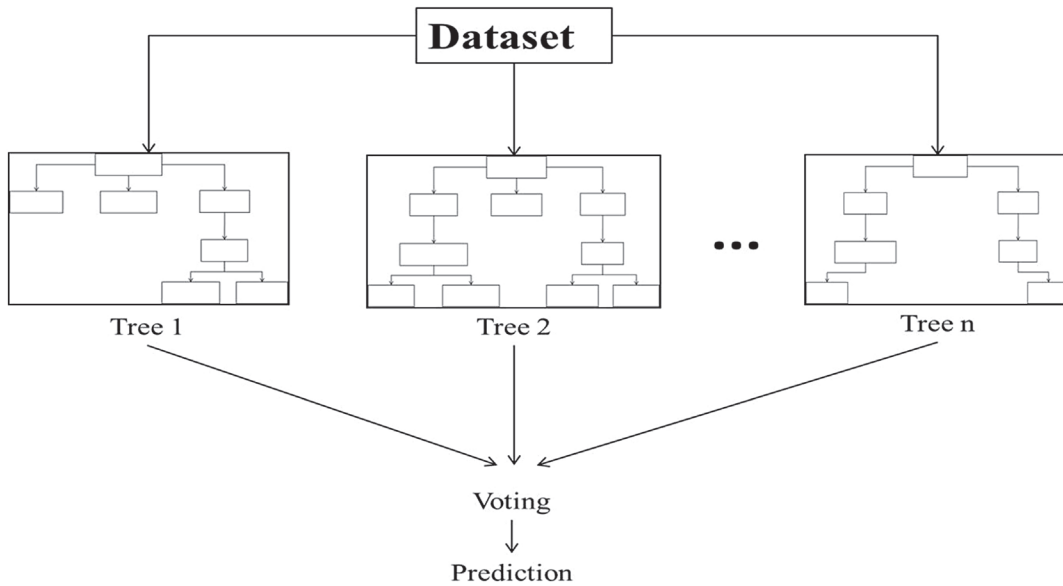 Dataset
Tree 1
Tree 2
...
Tree n
Voting
Prediction